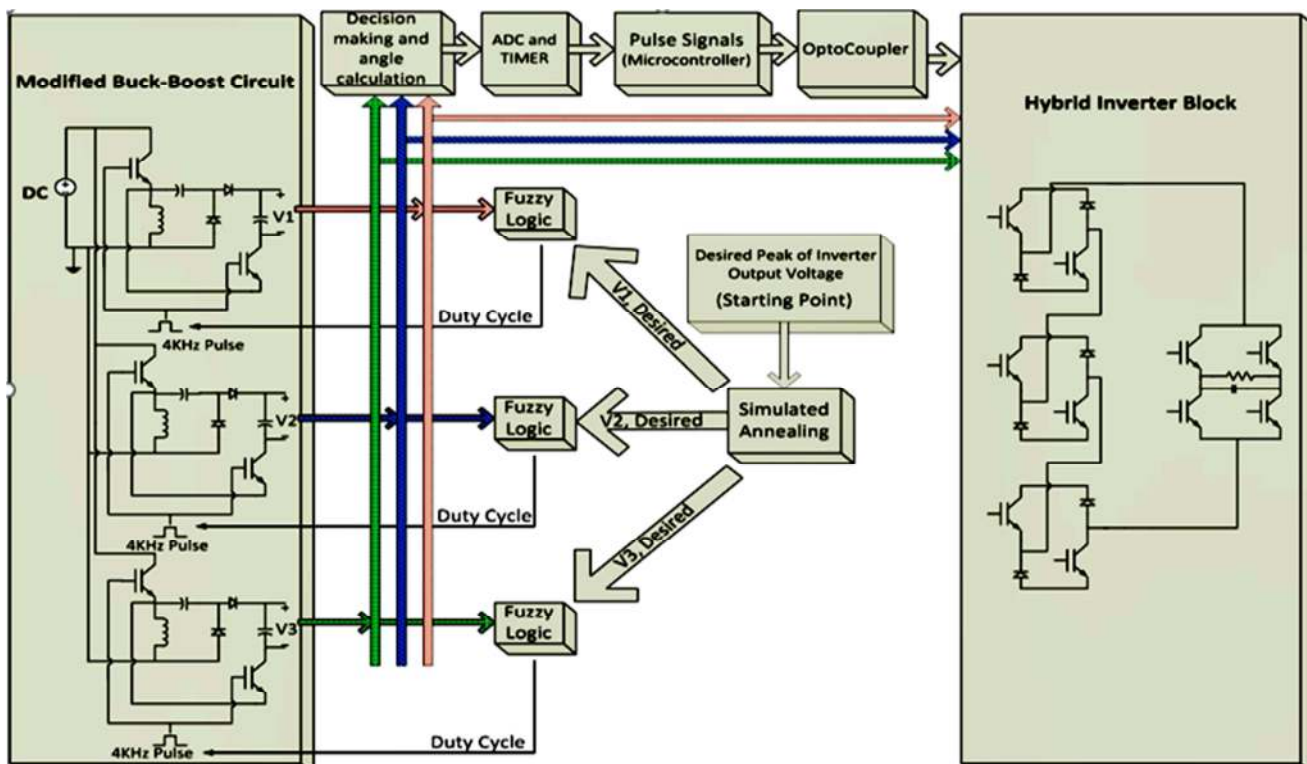 Modified Buck-Boost Circuit
DC
V1
4KHz Pulse
V2
4KHz Pulse
V3
4KHz Pulse
Decision
making and
angle
calculation
ADC and
TIMER
Pulse Signals
(Microcontroller)
OptoCoupler
Fuzzy
Logic
Duty Cycle
Fuzzy
Logic
Duty Cycle
Fuzzy
Logic
Duty Cycle
Desired Peak of Inverter
Output Voltage
(Starting Point)
V1, Desired
V2, Desired
V3, Desired
Simulated
Annealing
Hybrid Inverter Block